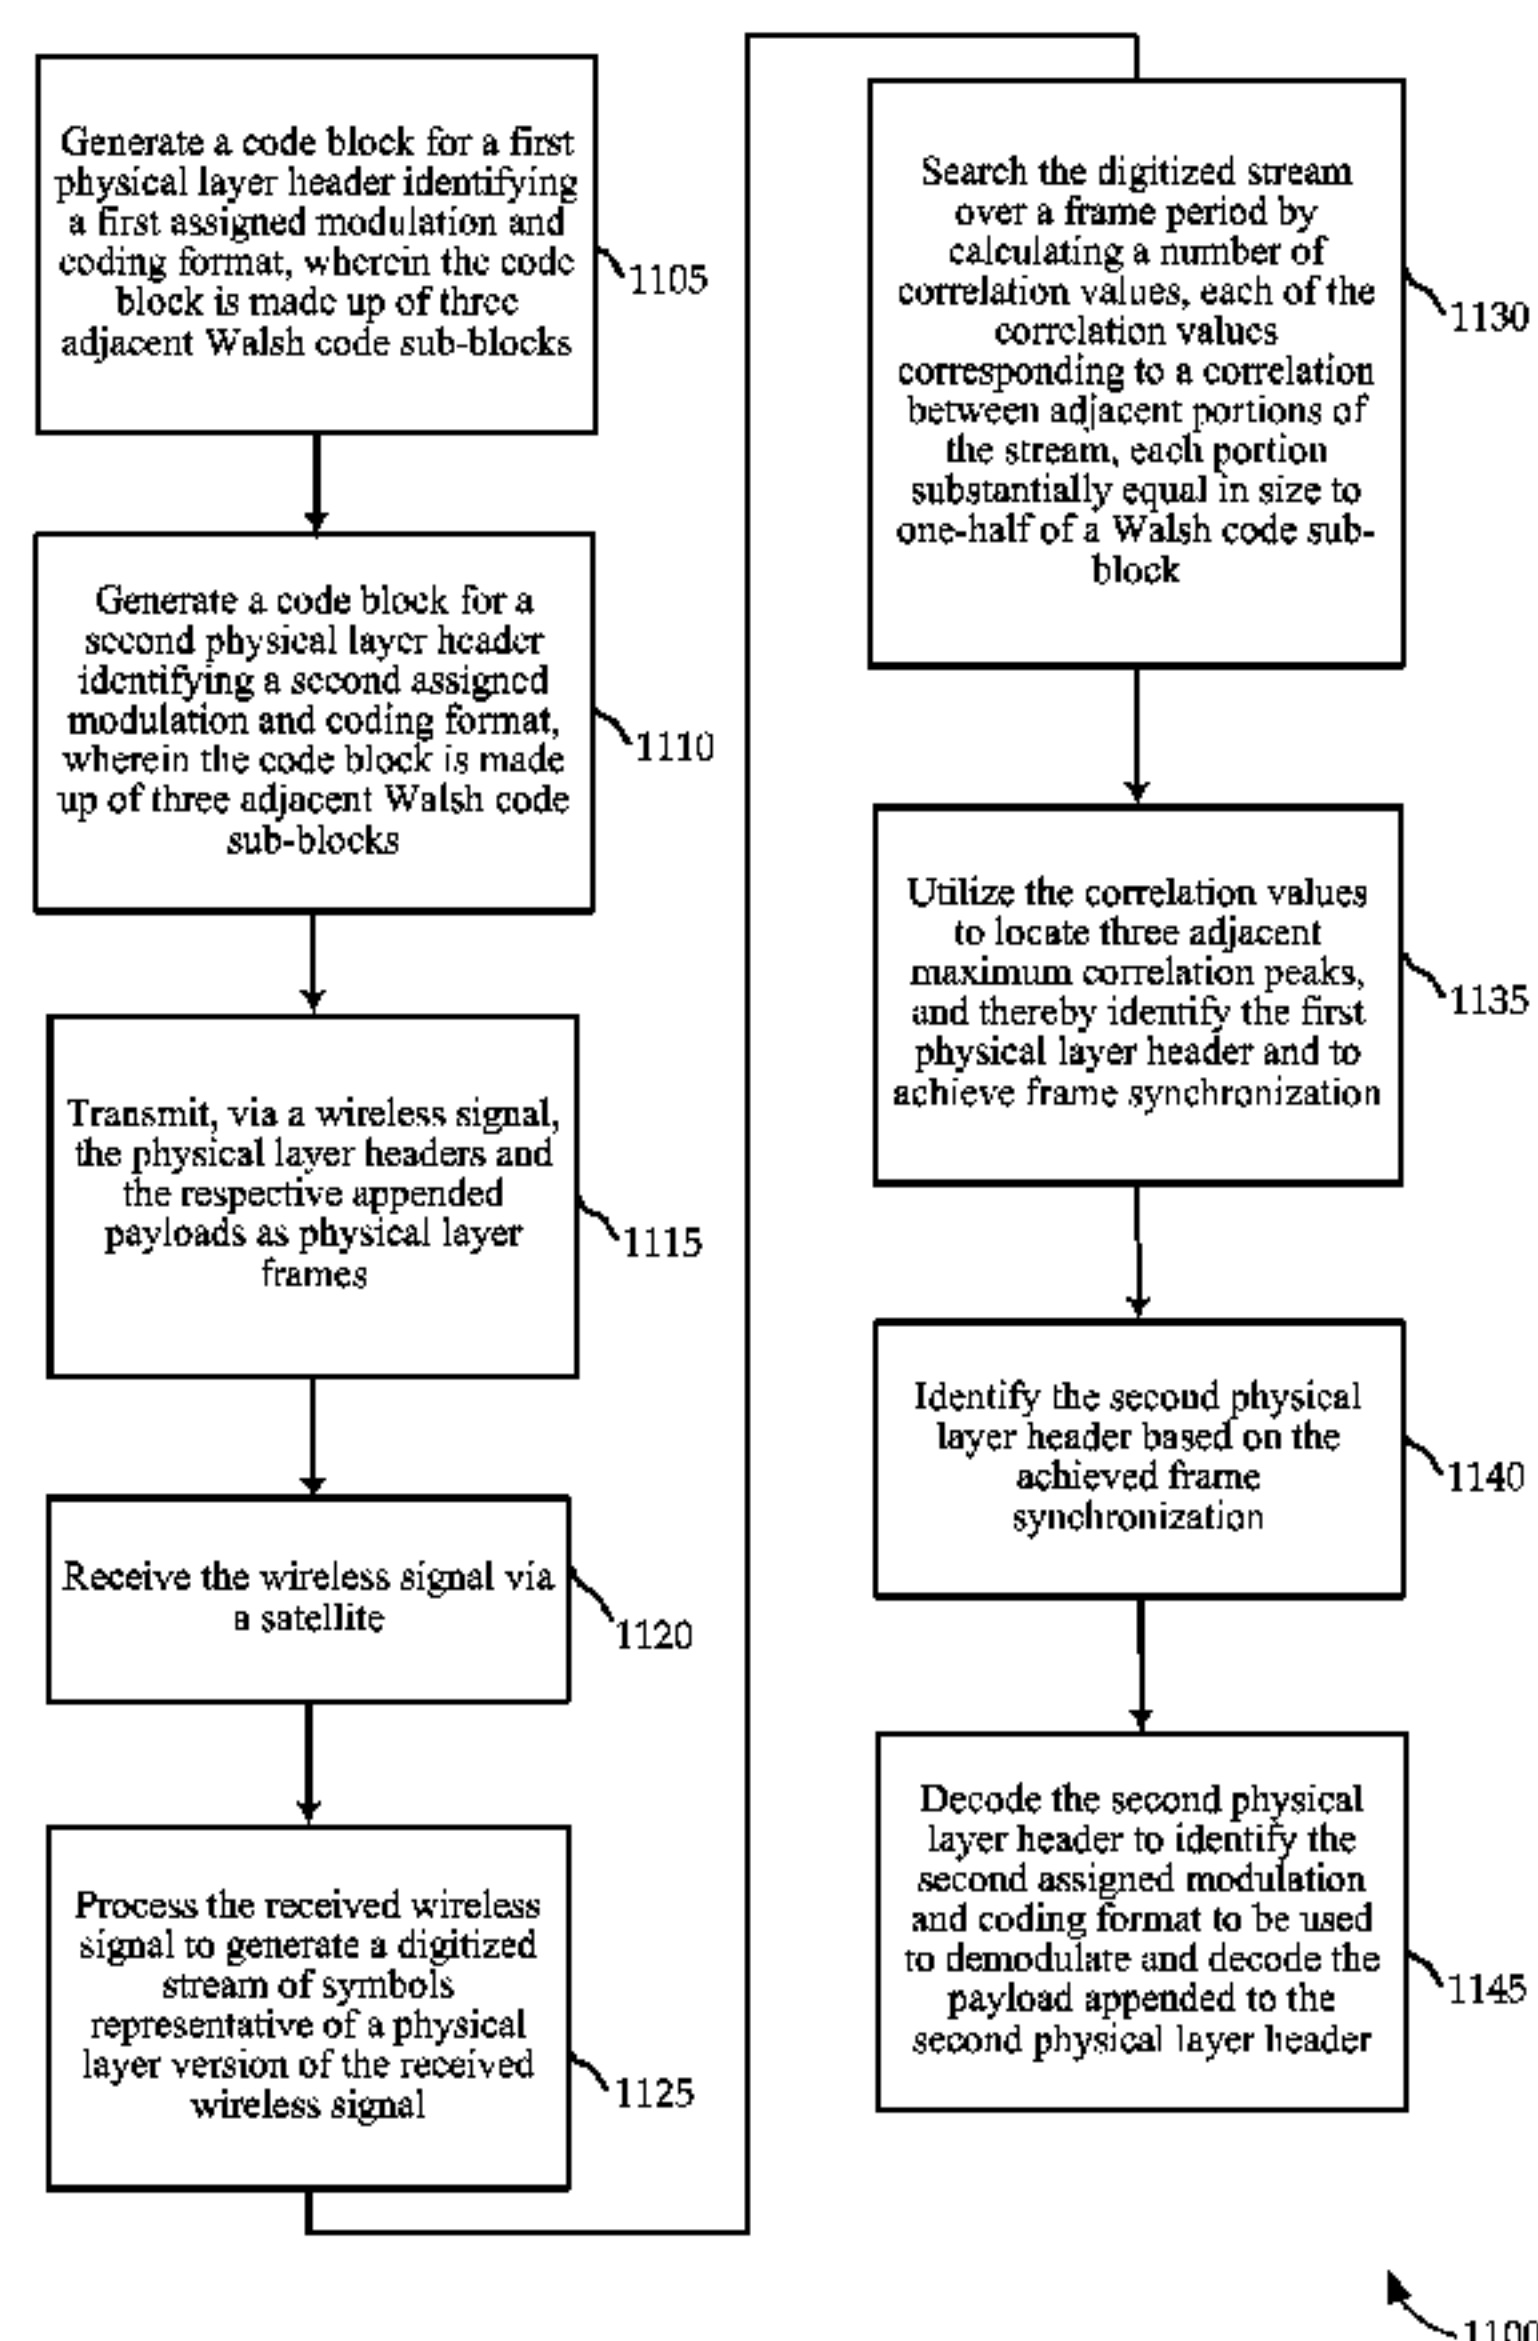 Generate a code block for a first
physical layer header identifying
a first assigned modulation and
coding format, wherein the code
block is made up of three
adjacent Walsh code sub-blocks
1105
Generate a code block for a
second physical layer header
identifying a second assigned
modulation and coding format,
wherein the code block is made
up of three adjacent Walsh code
sub-blocks
1110
Transmit, via a wireless signal,
the physical layer headers and
the respective appended
payloads as physical layer
frames
1115
Receive the wireless signal via
a satellite
1120
Process the received wireless
signal to generate a digitized
stream of symbols
representative of a physical
layer version of the received
wireless signal
1125
Search the digitized stream
over a frame period by
calculating a number of
correlation values, each of the
correlation values
corresponding to a correlation
between adjacent portions of
the stream, each portion
substantially equal in size to
one-half of a Walsh code sub-
block
1130
Utilize the correlation values
to locate three adjacent
maximum correlation peaks,
and thereby identify the first
physical layer header and to
achieve frame synchronization
1135
Identify the second physical
layer header based on the
achieved frame
synchronization
1140
Decode the second physical
layer header to identify the
second assigned modulation
and coding format to be used
to demodulate and decode the
payload appended to the
second physical layer header
1145
1100